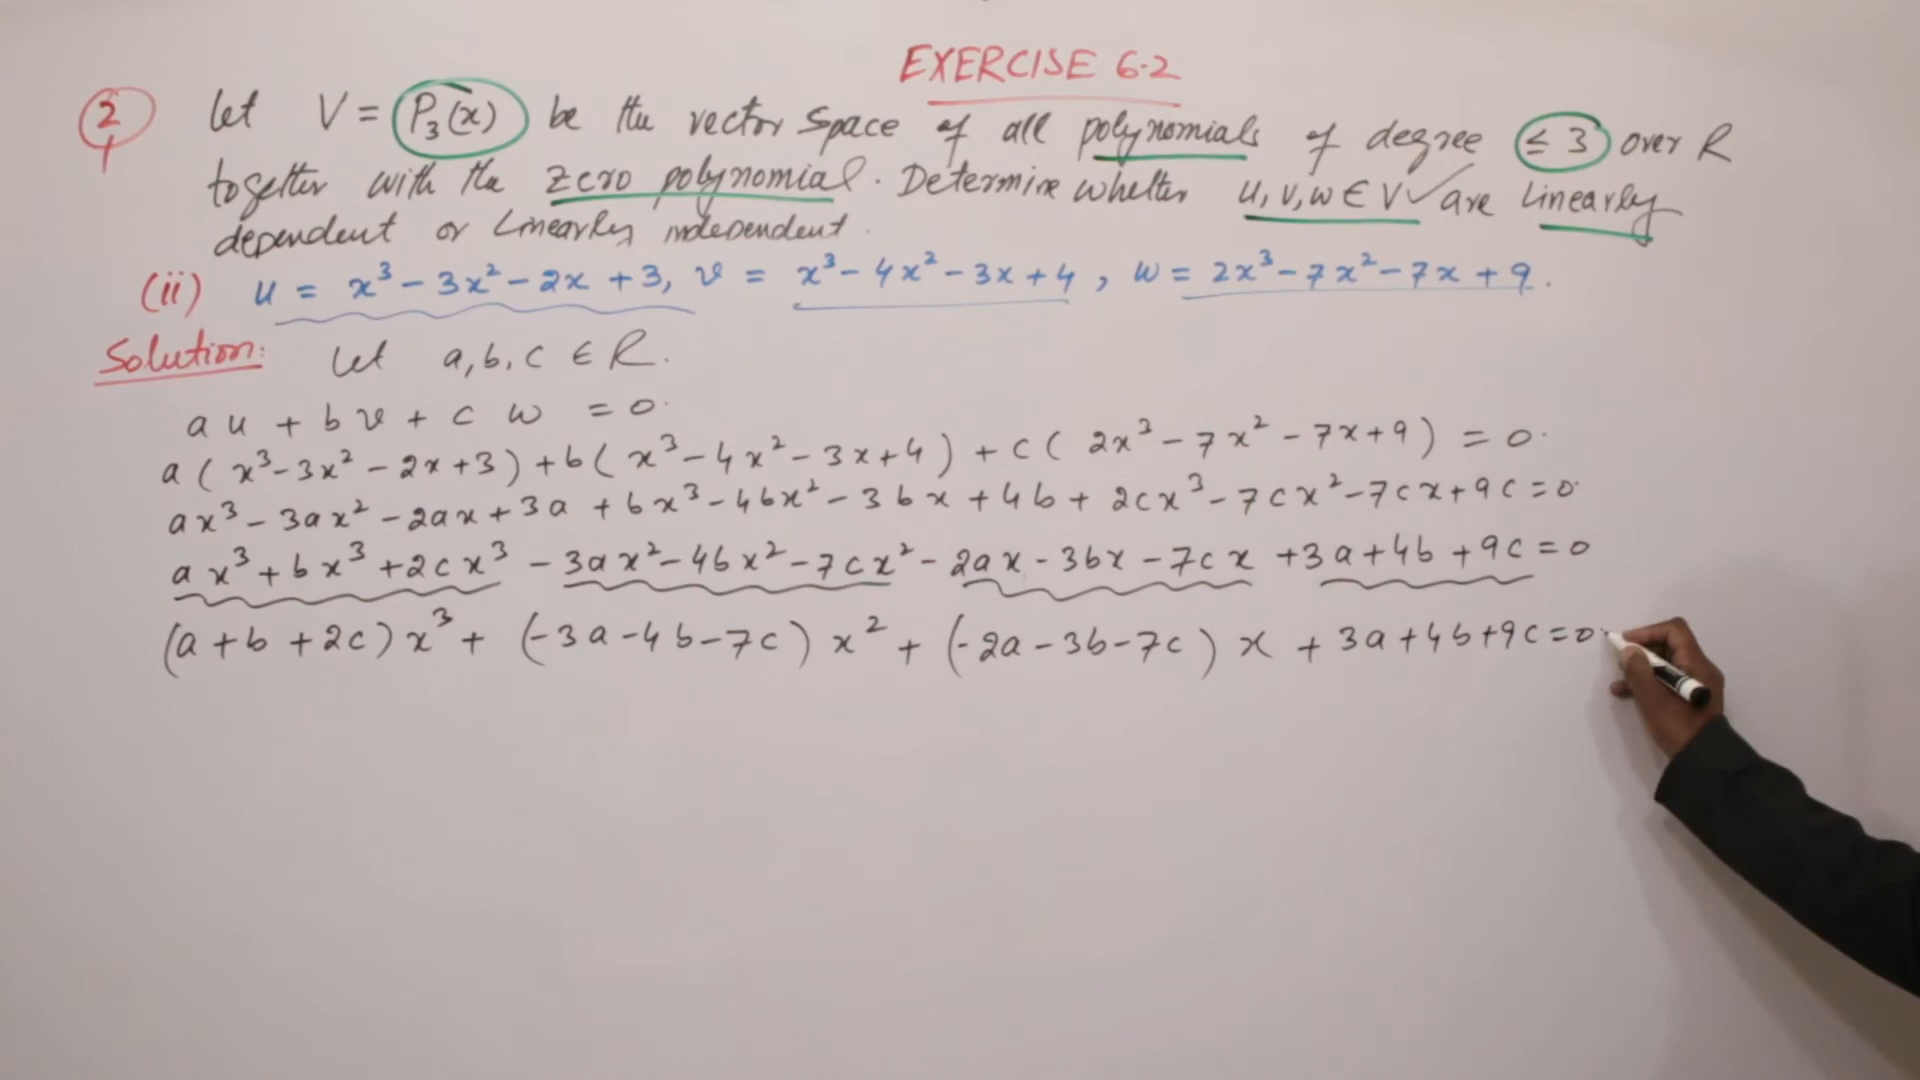 EXERCISE 6.2
2 Let V = P₃(x) be the vector space of all polynomials of degree ≤ 3 over R
together with the zero polynomial. Determine whether u, v, w ∈ V are linearly
dependent or linearly independent.
(ii) u = x³ - 3x² - 2x + 3, v = x³ - 4x² - 3x + 4, w = 2x³ - 7x² - 7x + 9.
Solution: Let a, b, c ∈ R.
a u + b v + c w = 0.
a ( x³ - 3x² - 2x + 3 ) + b ( x³ - 4x² - 3x + 4 ) + c ( 2x³ - 7x² - 7x + 9 ) = 0.
ax³ - 3ax² - 2ax + 3a + bx³ - 4bx² - 3bx + 4b + 2cx³ - 7cx² - 7cx + 9c = 0.
ax³ + bx³ + 2cx³ - 3ax² - 4bx² - 7cx² - 2ax - 3bx - 7cx + 3a + 4b + 9c = 0
(a + b + 2c) x³ + (-3a - 4b - 7c) x² + (-2a - 3b - 7c) x + 3a + 4b + 9c = 0.